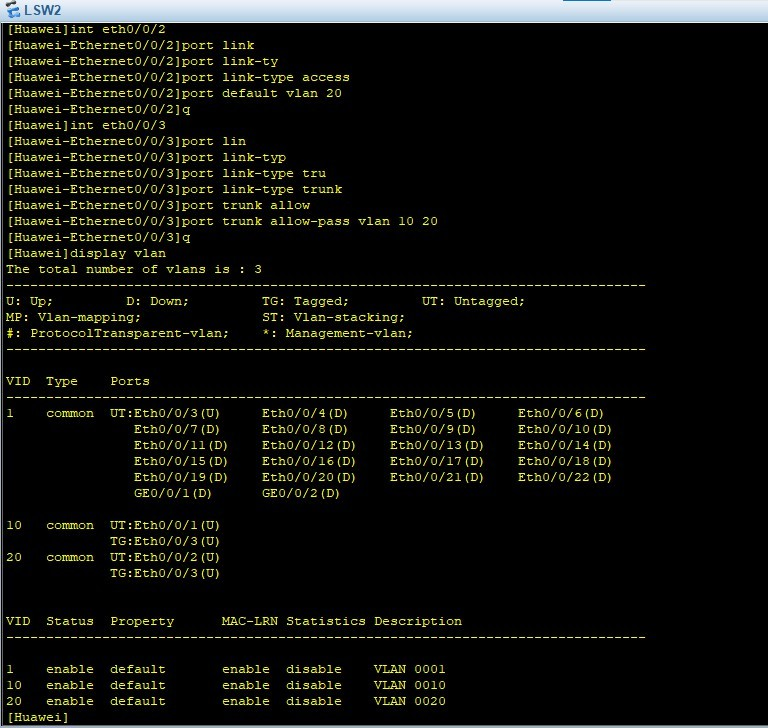 LSW2
[Huawei]int eth0/0/2
[Huawei-Ethernet0/0/2]port link
[Huawei-Ethernet0/0/2]port link-ty
[Huawei-Ethernet0/0/2]port link-type access
[Huawei-Ethernet0/0/2]port default vlan 20
[Huawei-Ethernet0/0/2]q
[Huawei]int eth0/0/3
[Huawei-Ethernet0/0/3]port lin
[Huawei-Ethernet0/0/3]port link-typ
[Huawei-Ethernet0/0/3]port link-type tru
[Huawei-Ethernet0/0/3]port link-type trunk
[Huawei-Ethernet0/0/3]port trunk allow
[Huawei-Ethernet0/0/3]port trunk allow-pass vlan 10 20
[Huawei-Ethernet0/0/3]q
[Huawei]display vlan
The total number of vlans is : 3
--------------------------------------------------------------------------------
U: Up;         D: Down;         TG: Tagged;         UT: Untagged;
MP: Vlan-mapping;               ST: Vlan-stacking;
#: ProtocolTransparent-vlan;    *: Management-vlan;
--------------------------------------------------------------------------------
VID  Type    Ports
--------------------------------------------------------------------------------
1    common  UT:Eth0/0/3(U)     Eth0/0/4(D)     Eth0/0/5(D)     Eth0/0/6(D)
Eth0/0/7(D)     Eth0/0/8(D)     Eth0/0/9(D)     Eth0/0/10(D)
Eth0/0/11(D)    Eth0/0/12(D)    Eth0/0/13(D)    Eth0/0/14(D)
Eth0/0/15(D)    Eth0/0/16(D)    Eth0/0/17(D)    Eth0/0/18(D)
Eth0/0/19(D)    Eth0/0/20(D)    Eth0/0/21(D)    Eth0/0/22(D)
GE0/0/1(D)      GE0/0/2(D)
10   common  UT:Eth0/0/1(U)
TG:Eth0/0/3(U)
20   common  UT:Eth0/0/2(U)
TG:Eth0/0/3(U)
VID  Status  Property      MAC-LRN Statistics Description
--------------------------------------------------------------------------------
1    enable  default       enable  disable    VLAN 0001
10   enable  default       enable  disable    VLAN 0010
20   enable  default       enable  disable    VLAN 0020
[Huawei]